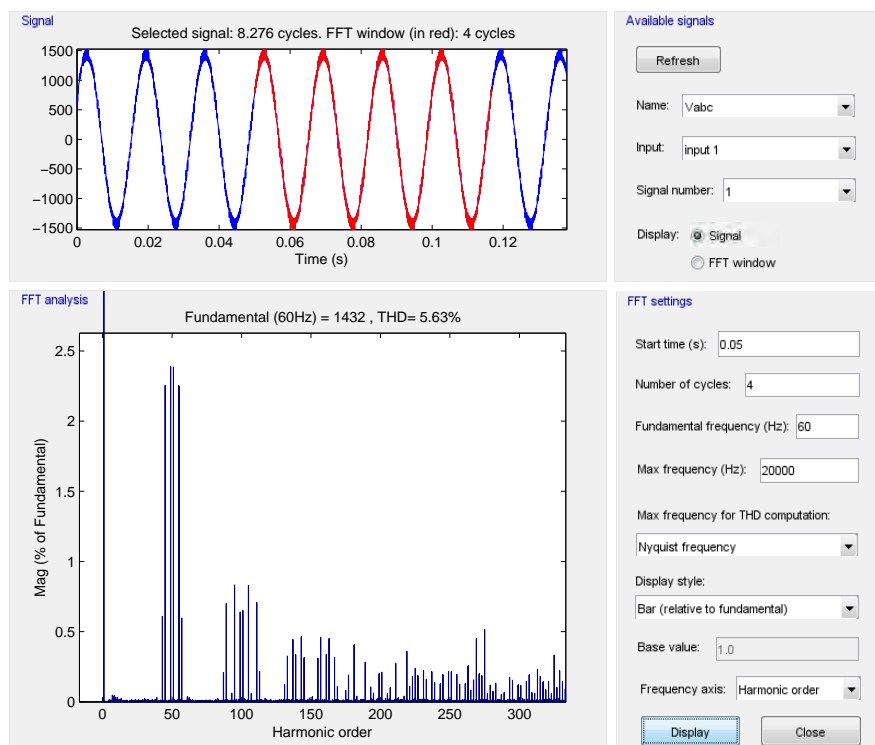 Signal
Selected signal: 8.276 cycles. FFT window (in red): 4 cycles
1500
1000
500
0
−500
−1000
−1500
0
0.02
0.04
0.06
0.08
0.1
0.12
Time (s)
Available signals
Refresh
Name: Vabc
Input: input 1
Signal number: 1
Display: Signal
FFT window
FFT analysis
Fundamental (60Hz) = 1432 , THD= 5.63%
Mag (% of Fundamental)
2.5
2
1.5
1
0.5
0
0
50
100
150
200
250
300
Harmonic order
FFT settings
Start time (s): 0.05
Number of cycles: 4
Fundamental frequency (Hz): 60
Max frequency (Hz): 20000
Max frequency for THD computation:
Nyquist frequency
Display style:
Bar (relative to fundamental)
Base value: 1.0
Frequency axis: Harmonic order
Display
Close